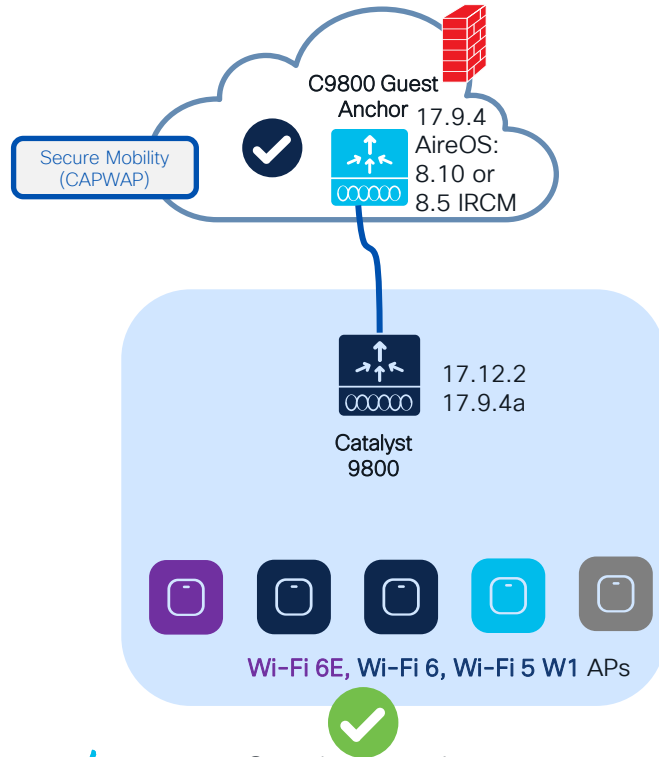 C9800 Guest
Anchor
17.9.4
AireOS:
8.10 or
8.5 IRCM
Secure Mobility
(CAPWAP)
17.12.2
17.9.4a
Catalyst
9800
Wi-Fi 6E, Wi-Fi 6, Wi-Fi 5 W1 APs